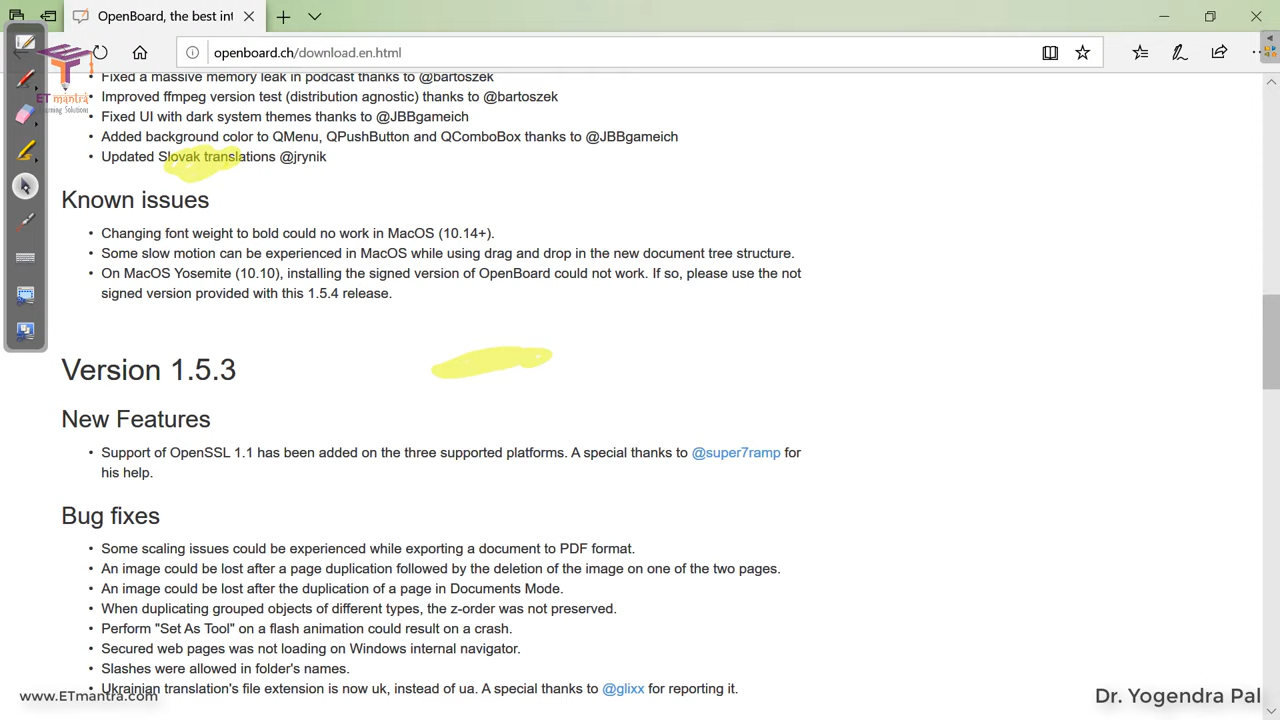 OpenBoard, the best int
openboard.ch/download.en.html
ET mantra
• Fixed a massive memory leak in podcast thanks to @bartoszek
• Improved ffmpeg version test (distribution agnostic) thanks to @bartoszek
• Fixed UI with dark system themes thanks to @JBBgameich
• Added background color to QMenu, QPushButton and QComboBox thanks to @JBBgameich
• Updated Slovak translations @jrynik
Known issues
• Changing font weight to bold could no work in MacOS (10.14+).
• Some slow motion can be experienced in MacOS while using drag and drop in the new document tree structure.
• On MacOS Yosemite (10.10), installing the signed version of OpenBoard could not work. If so, please use the not
signed version provided with this 1.5.4 release.
Version 1.5.3
New Features
• Support of OpenSSL 1.1 has been added on the three supported platforms. A special thanks to @super7ramp for
his help.
Bug fixes
• Some scaling issues could be experienced while exporting a document to PDF format.
• An image could be lost after a page duplication followed by the deletion of the image on one of the two pages.
• An image could be lost after the duplication of a page in Documents Mode.
• When duplicating grouped objects of different types, the z-order was not preserved.
• Perform "Set As Tool" on a flash animation could result on a crash.
• Secured web pages was not loading on Windows internal navigator.
• Slashes were allowed in folder's names.
• Ukrainian translation's file extension is now uk, instead of ua. A special thanks to @glixx for reporting it.
www.ETmantra.com
Dr. Yogendra Pal